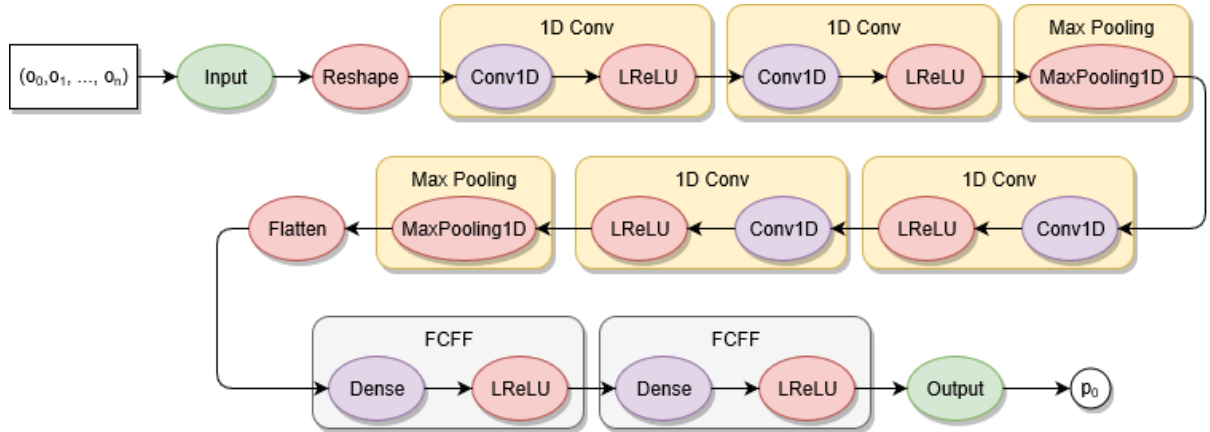 1D Conv
1D Conv
Max Pooling
(o₀,o₁, ..., oₙ)
Input
Reshape
Conv1D
LReLU
Conv1D
LReLU
MaxPooling1D
Max Pooling
1D Conv
1D Conv
Flatten
MaxPooling1D
LReLU
Conv1D
LReLU
Conv1D
FCFF
FCFF
Dense
LReLU
Dense
LReLU
Output
p₀